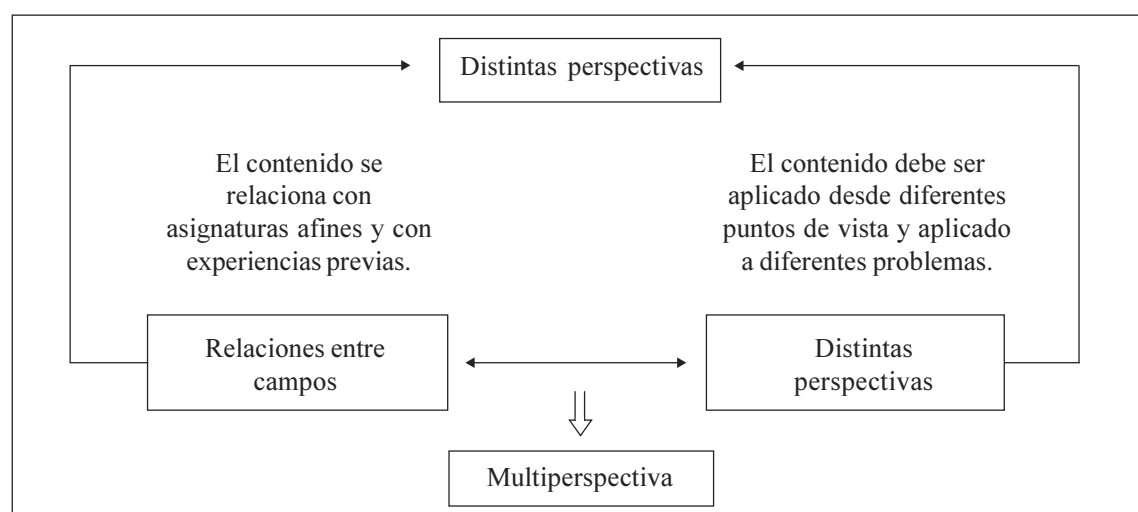 Distintas perspectivas
El contenido se
relaciona con
asignaturas afines y con
experiencias previas.
El contenido debe ser
aplicado desde diferentes
puntos de vista y aplicado
a diferentes problemas.
Relaciones entre
campos
Distintas
perspectivas
Multiperspectiva